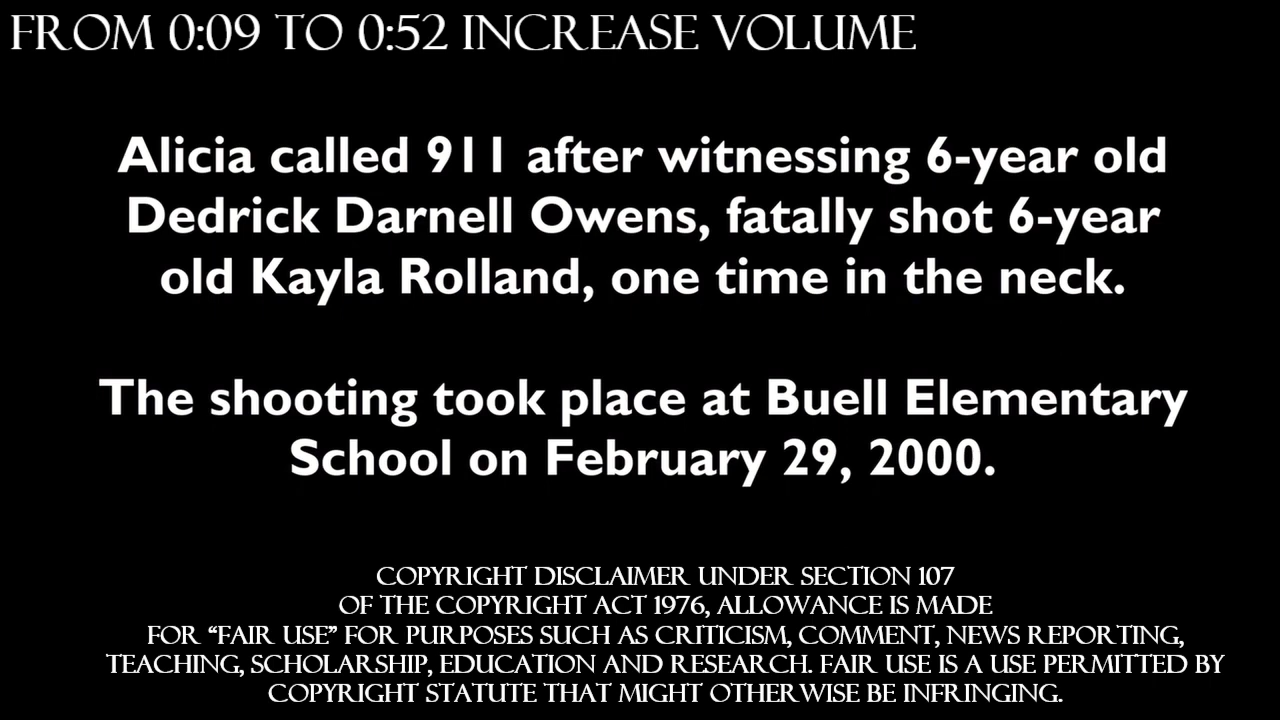 FROM 0:09 TO 0:52 INCREASE VOLUME
Alicia called 911 after witnessing 6-year old
Dedrick Darnell Owens, fatally shot 6-year
old Kayla Rolland, one time in the neck.
The shooting took place at Buell Elementary
School on February 29, 2000.
COPYRIGHT DISCLAIMER UNDER SECTION 107
OF THE COPYRIGHT ACT 1976, ALLOWANCE IS MADE
FOR “FAIR USE” FOR PURPOSES SUCH AS CRITICISM, COMMENT, NEWS REPORTING,
TEACHING, SCHOLARSHIP, EDUCATION AND RESEARCH. FAIR USE IS A USE PERMITTED BY
COPYRIGHT STATUTE THAT MIGHT OTHERWISE BE INFRINGING.